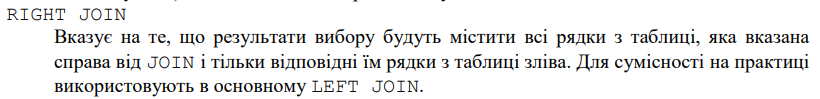 RIGHT JOIN
Вказує на те, що результати вибору будуть містити всі рядки з таблиці, яка вказана
справа від JOIN і тільки відповідні їм рядки з таблиці зліва. Для сумісності на практиці
використовують в основному LEFT JOIN.